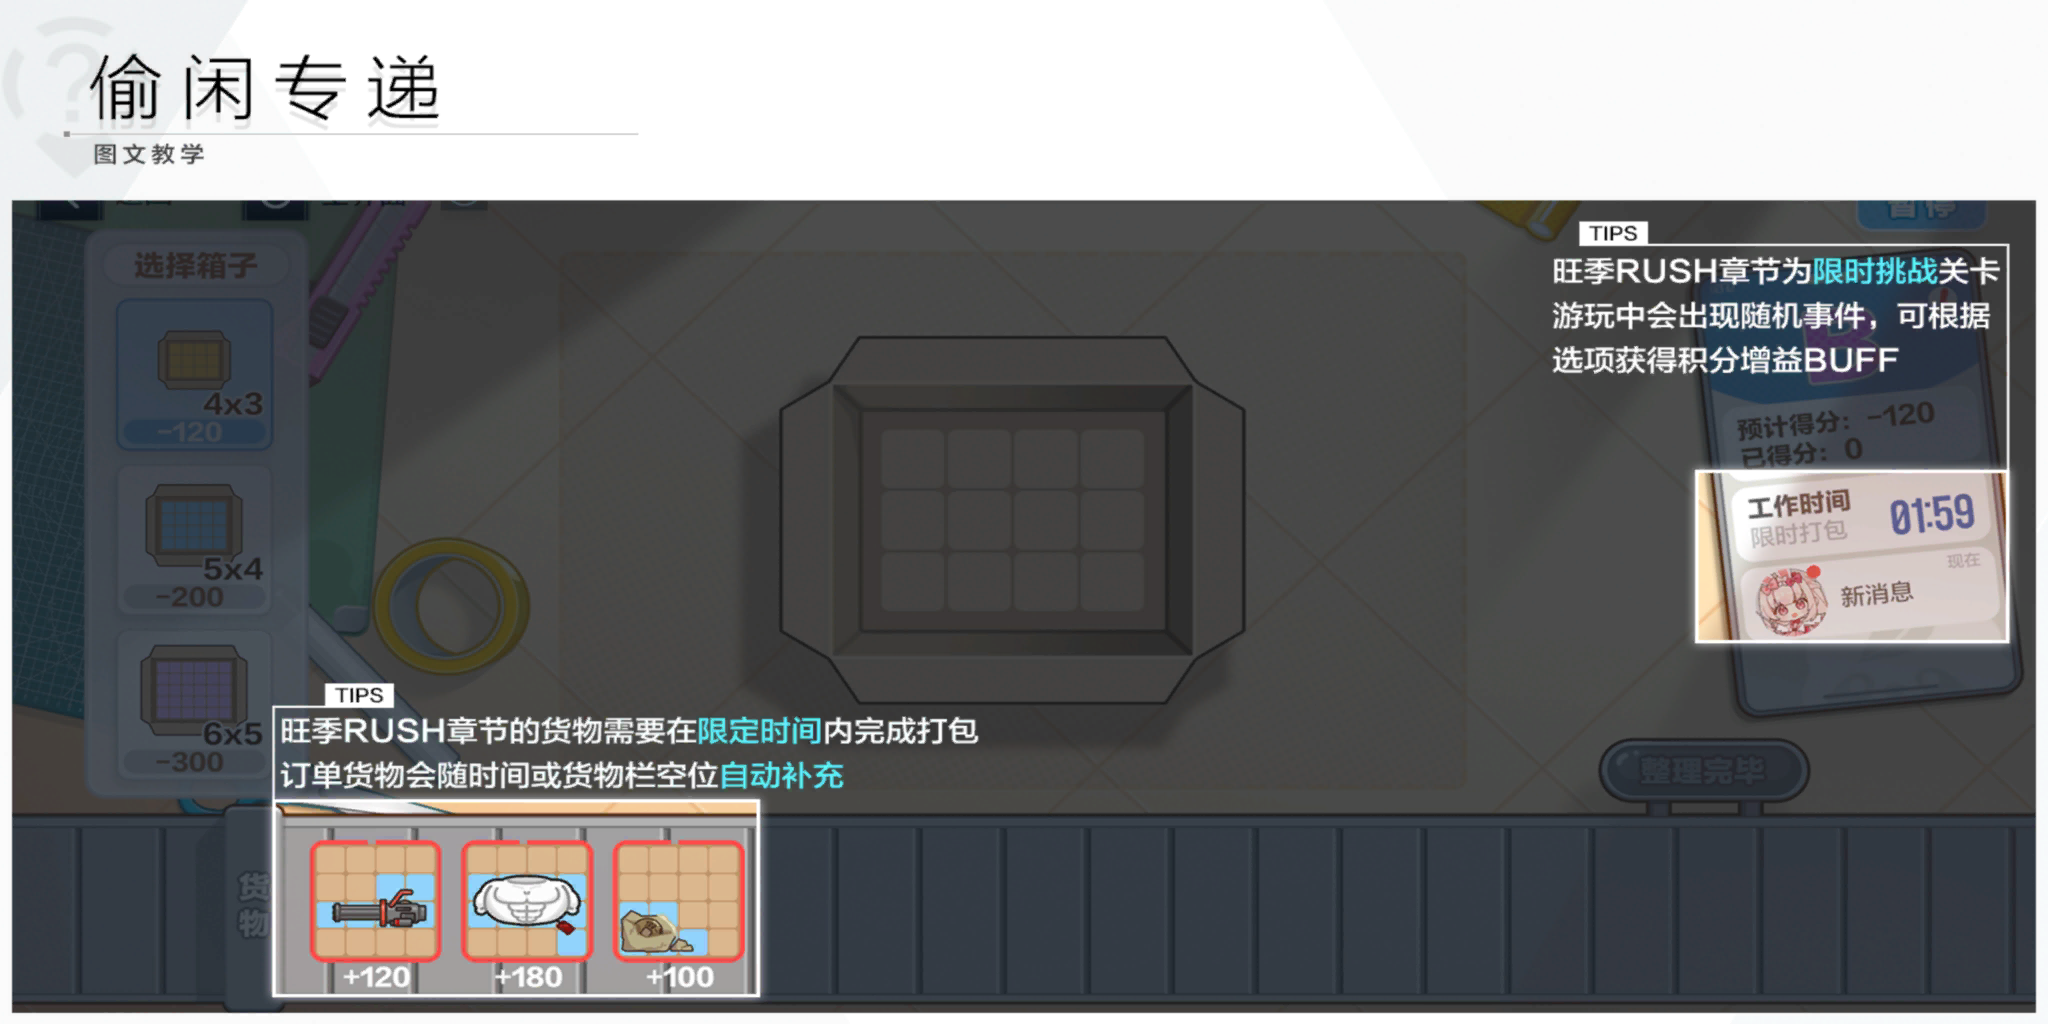 偷闲专递
图文教学
选择箱子
4x3
-120
5x4
-200
6x5
-300
暂停
TIPS
旺季RUSH章节为限时挑战关卡
游玩中会出现随机事件，可根据
选项获得积分增益BUFF
预计得分：-120
已得分：0
工作时间
限时打包
01:59
现在
新消息
整理完毕
TIPS
旺季RUSH章节的货物需要在限定时间内完成打包
订单货物会随时间或货物栏空位自动补充
货物
+120
+180
+100